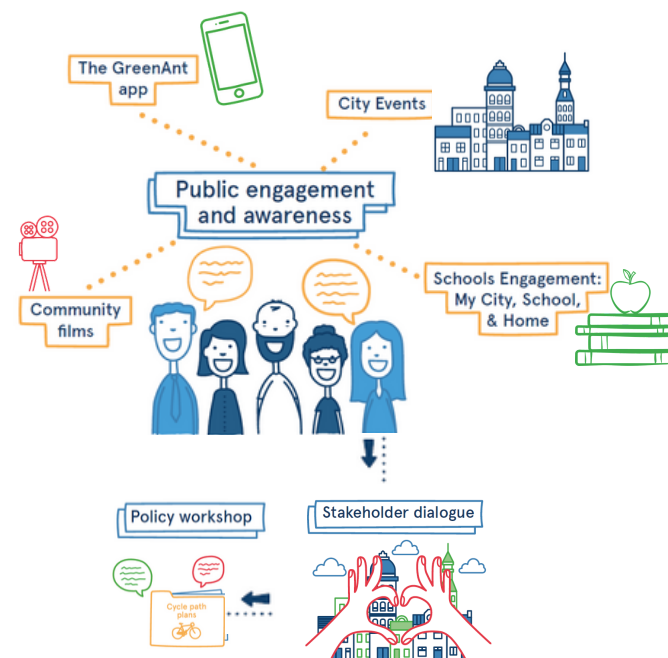 The GreenAnt
app
City Events
Public engagement
and awareness
Community
films
Schools Engagement:
My City, School,
& Home
Policy workshop
Stakeholder dialogue
Cycle path
plans